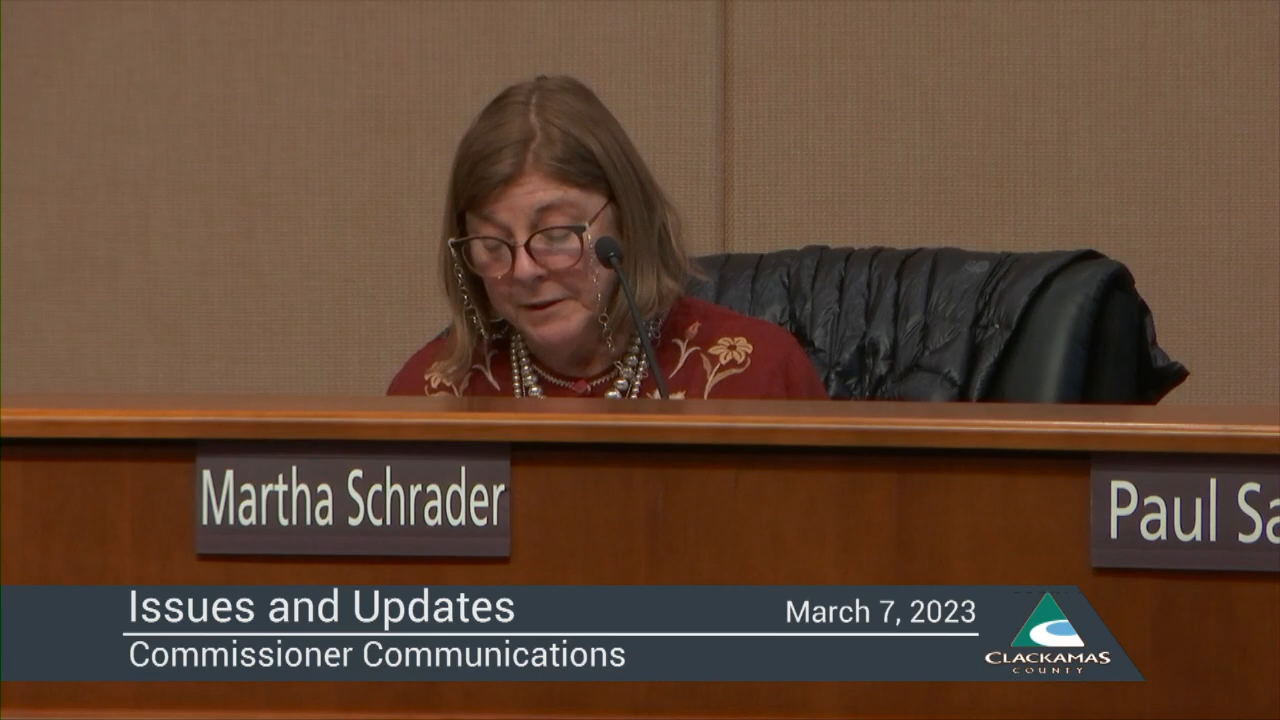 Martha Schrader
Paul Sa
Issues and Updates
March 7, 2023
Commissioner Communications
CLACKAMAS
COUNTY